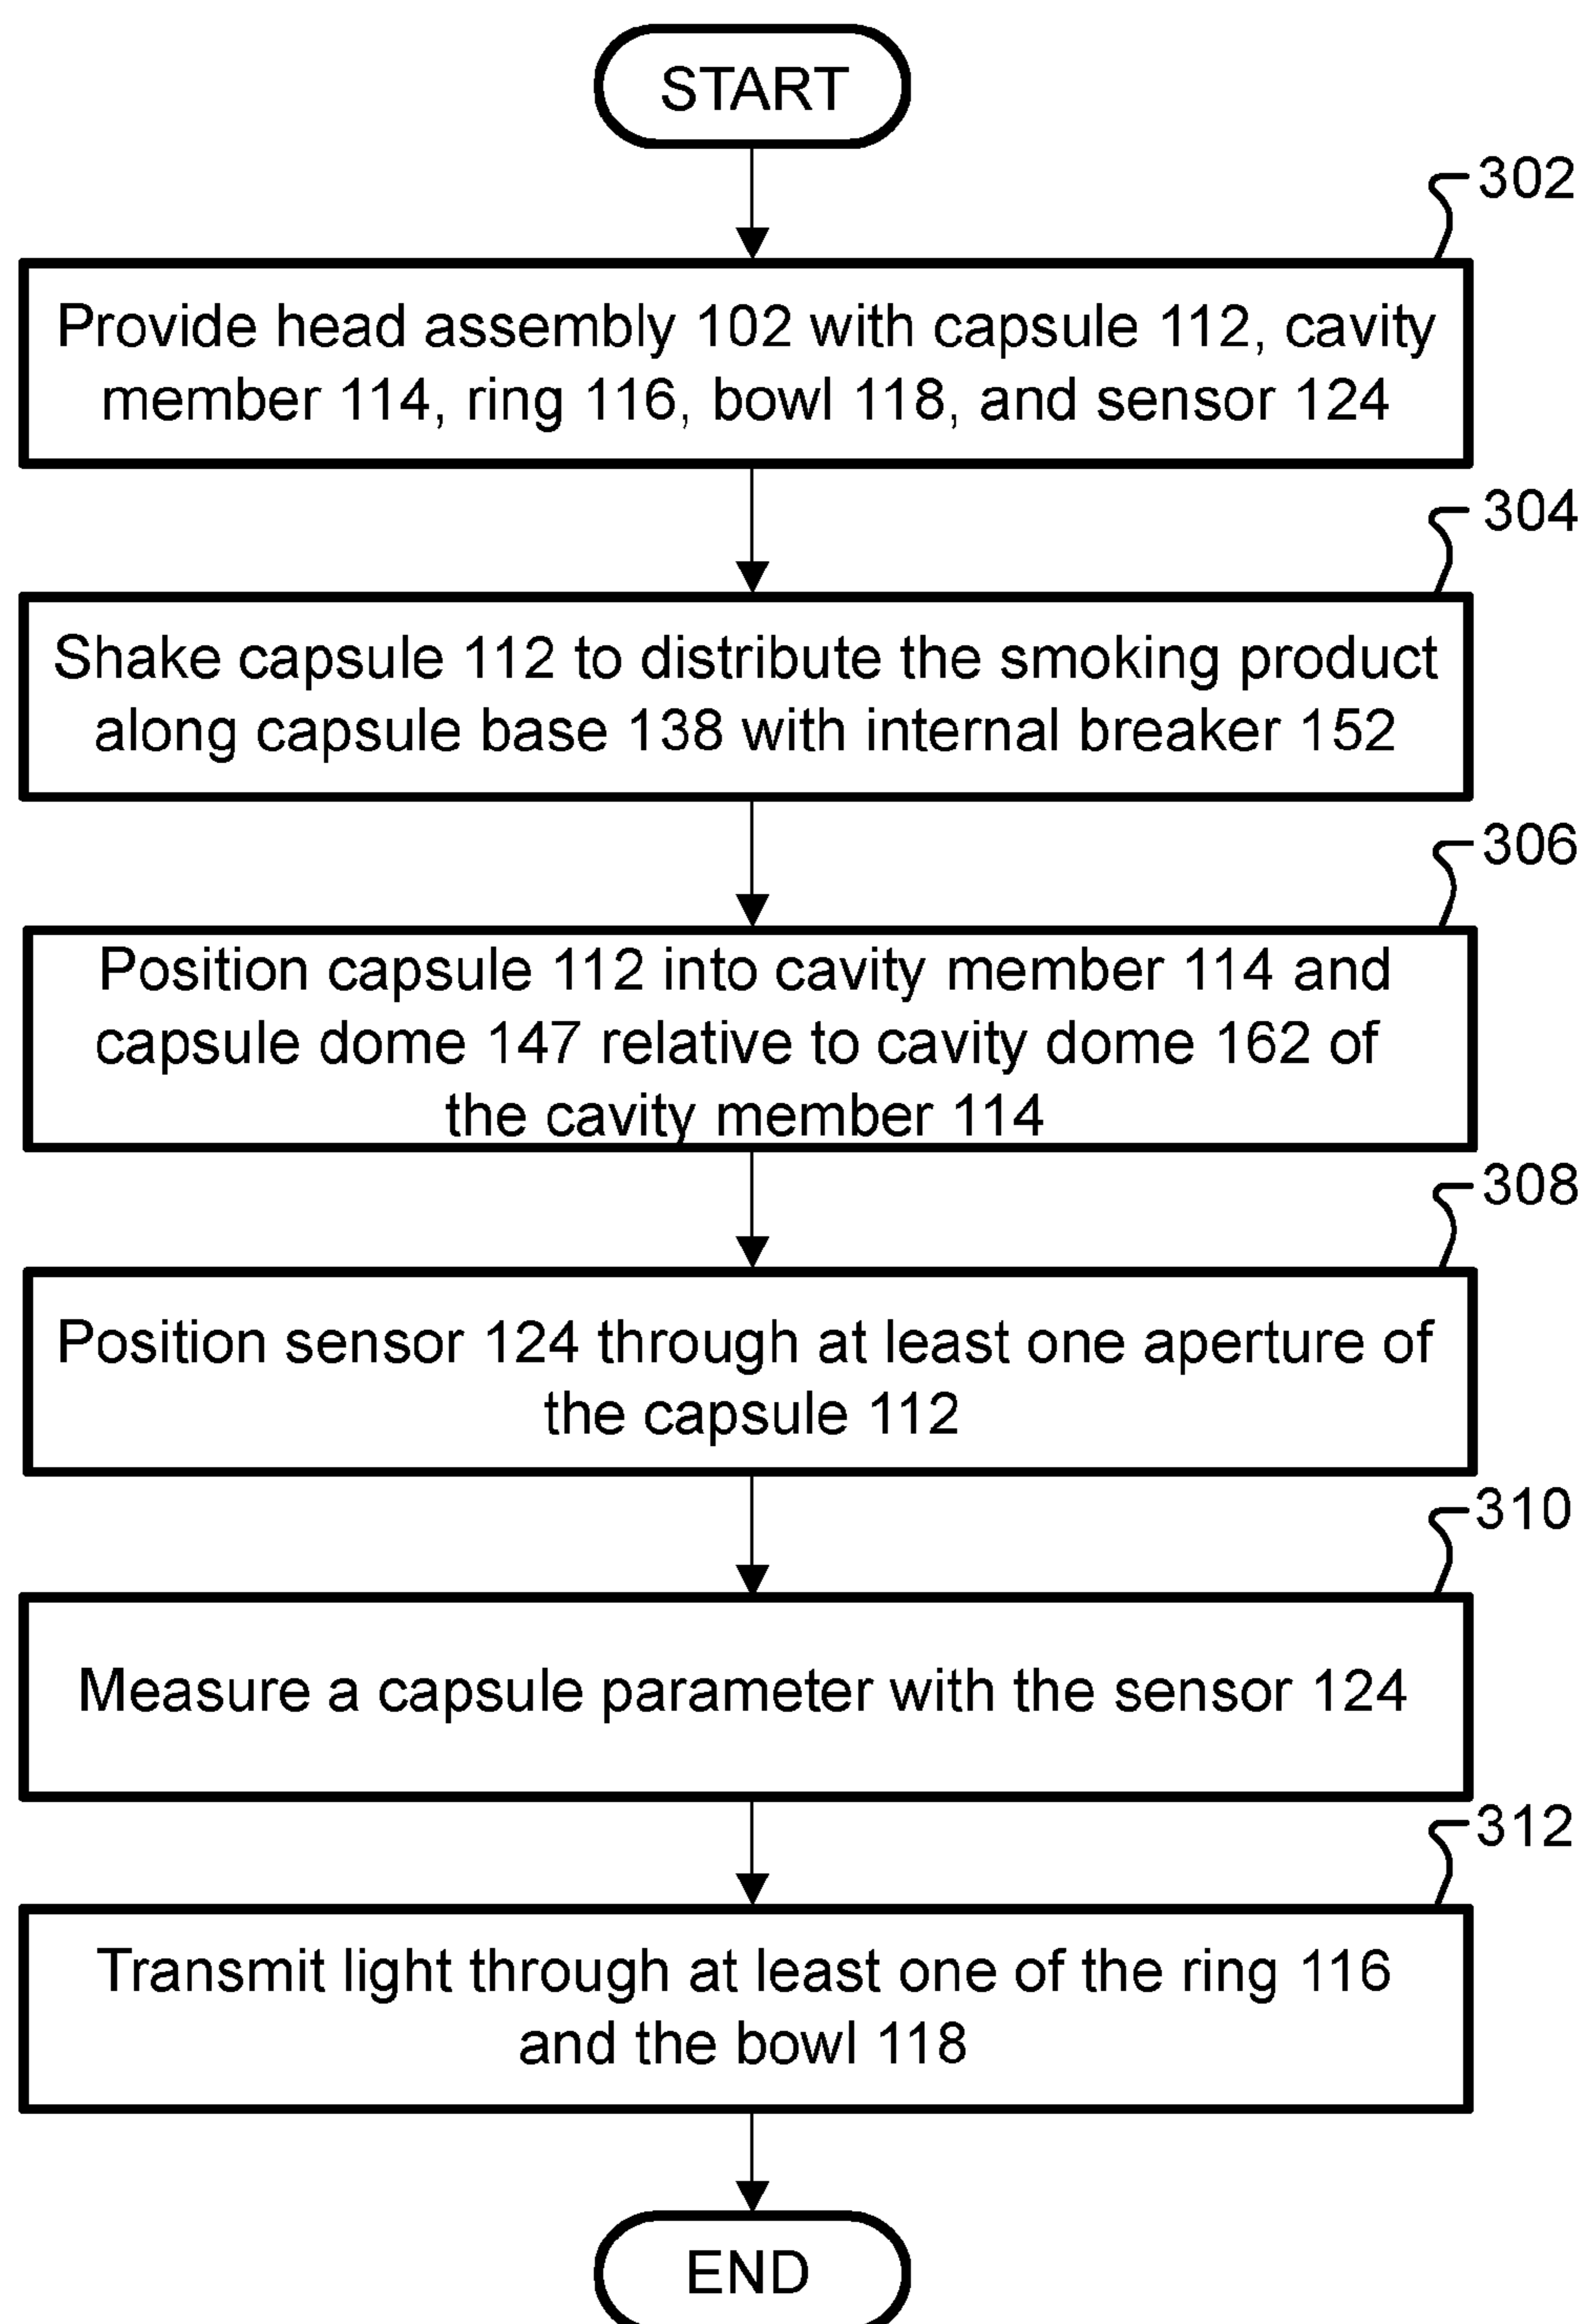 START
302
Provide head assembly 102 with capsule 112, cavity
member 114, ring 116, bowl 118, and sensor 124
304
Shake capsule 112 to distribute the smoking product
along capsule base 138 with internal breaker 152
306
Position capsule 112 into cavity member 114 and
capsule dome 147 relative to cavity dome 162 of
the cavity member 114
308
Position sensor 124 through at least one aperture of
the capsule 112
310
Measure a capsule parameter with the sensor 124
312
Transmit light through at least one of the ring 116
and the bowl 118
END